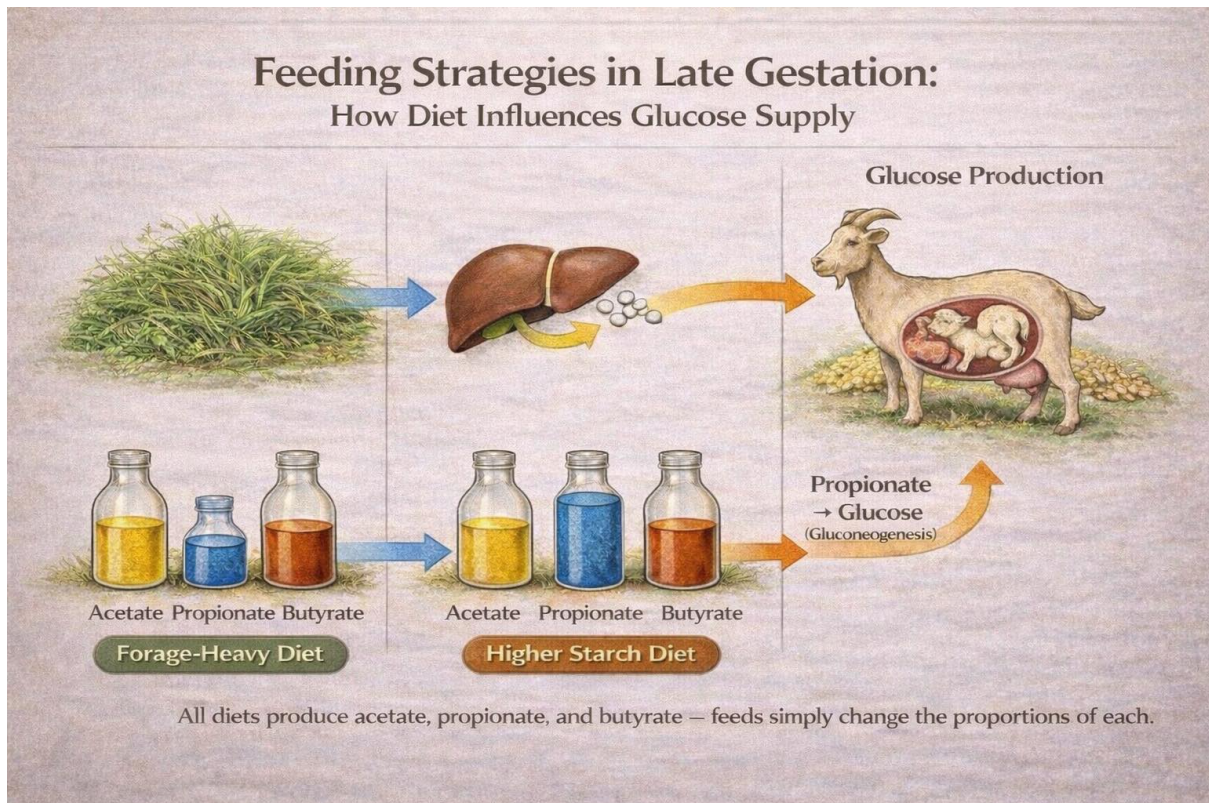 Feeding Strategies in Late Gestation:
How Diet Influences Glucose Supply
Glucose Production
Propionate
→ Glucose
(Gluconeogenesis)
Acetate Propionate Butyrate
Forage-Heavy Diet
Acetate Propionate Butyrate
Higher Starch Diet
All diets produce acetate, propionate, and butyrate – feeds simply change the proportions of each.